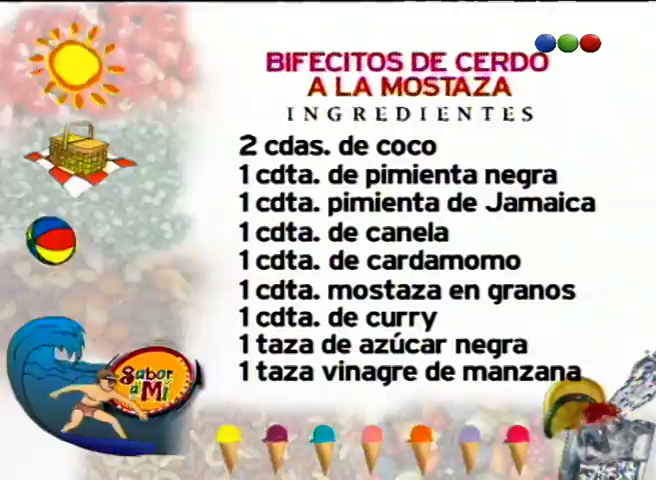 BIFECITOS DE CERDO
A LA MOSTAZA
INGREDIENTES
2 cdas. de coco
1 cdta. de pimienta negra
1 cdta. pimienta de Jamaica
1 cdta. de canela
1 cdta. de cardamomo
1 cdta. mostaza en granos
1 cdta. de curry
1 taza de azúcar negra
1 taza vinagre de manzana
Sabor
a Mí